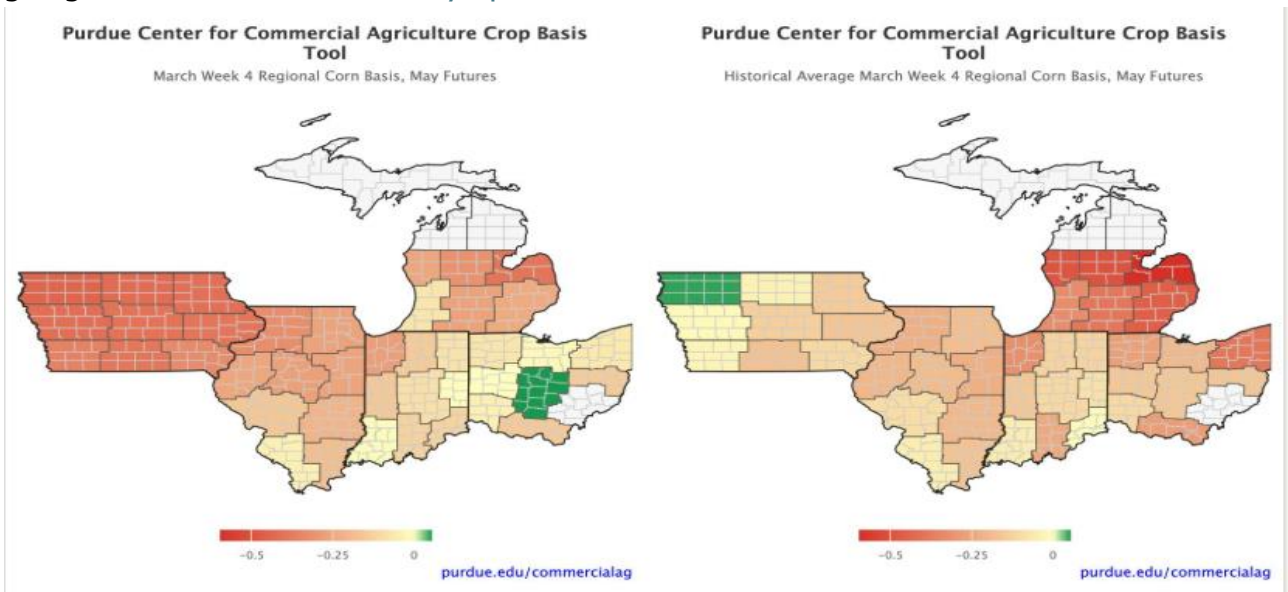 Purdue Center for Commercial Agriculture Crop Basis
Tool
March Week 4 Regional Corn Basis, May Futures
-0.5
-0.25
0
purdue.edu/commercialag
Purdue Center for Commercial Agriculture Crop Basis
Tool
Historical Average March Week 4 Regional Corn Basis, May Futures
-0.5
-0.25
0
purdue.edu/commercialag